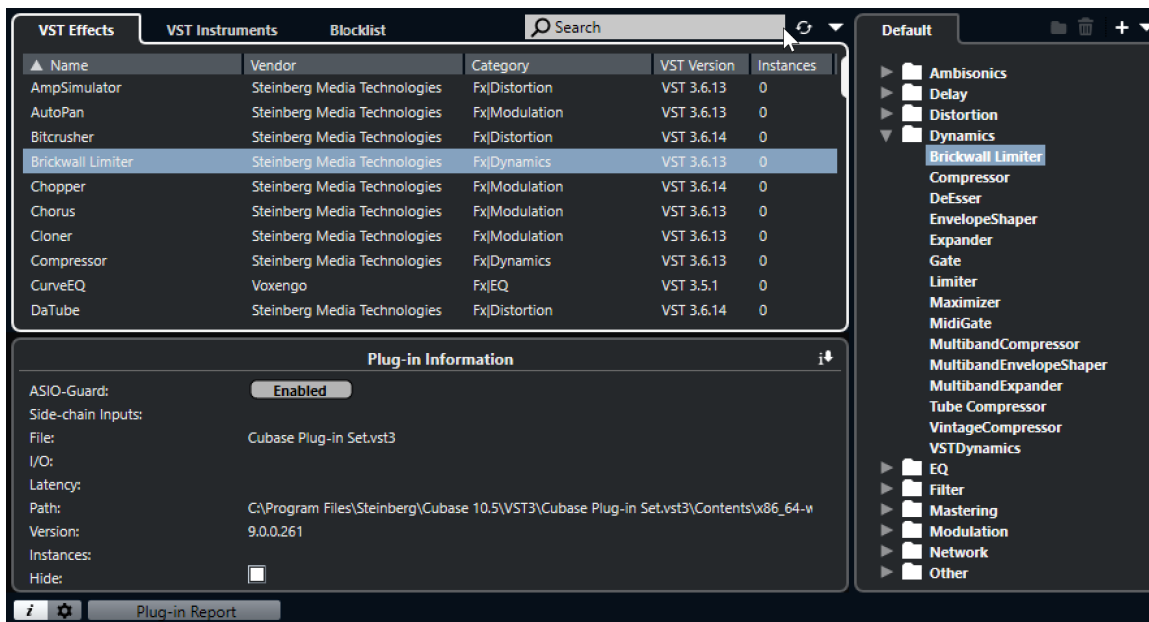 VST Effects VST Instruments Blocklist Search
Name Vendor Category VST Version Instances
AmpSimulator Steinberg Media Technologies Fx|Distortion VST 3.6.13 0
AutoPan Steinberg Media Technologies Fx|Modulation VST 3.6.13 0
Bitcrusher Steinberg Media Technologies Fx|Distortion VST 3.6.14 0
Brickwall Limiter Steinberg Media Technologies Fx|Dynamics VST 3.6.13 0
Chopper Steinberg Media Technologies Fx|Modulation VST 3.6.14 0
Chorus Steinberg Media Technologies Fx|Modulation VST 3.6.13 0
Cloner Steinberg Media Technologies Fx|Modulation VST 3.6.13 0
Compressor Steinberg Media Technologies Fx|Dynamics VST 3.6.13 0
CurveEQ Voxengo Fx|EQ VST 3.5.1 0
DaTube Steinberg Media Technologies Fx|Distortion VST 3.6.14 0
Plug-in Information
ASIO-Guard: Enabled
Side-chain Inputs:
File: Cubase Plug-in Set.vst3
I/O:
Latency:
Path: C:\Program Files\Steinberg\Cubase 10.5\VST3\Cubase Plug-in Set.vst3\Contents\x86_64-w
Version: 9.0.0.261
Instances:
Hide:
i Plug-in Report
Default
Ambisonics
Delay
Distortion
Dynamics
Brickwall Limiter
Compressor
DeEsser
EnvelopeShaper
Expander
Gate
Limiter
Maximizer
MidiGate
MultibandCompressor
MultibandEnvelopeShaper
MultibandExpander
Tube Compressor
VintageCompressor
VSTDynamics
EQ
Filter
Mastering
Modulation
Network
Other